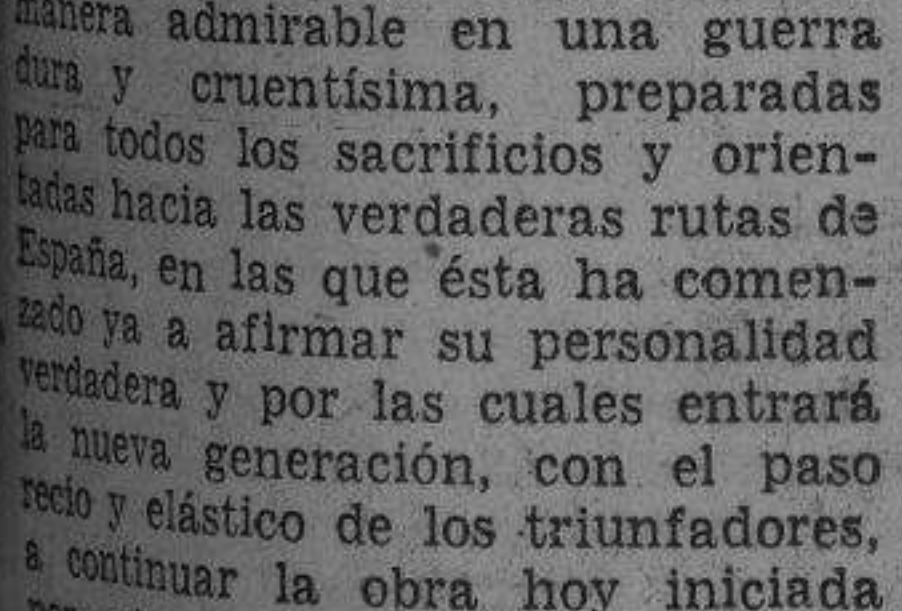 manera admirable en una guerra
dura y cruentísima, preparadas
para todos los sacrificios y orien-
tadas hacia las verdaderas rutas de
España, en las que ésta ha comen-
zado ya a afirmar su personalidad
verdadera y por las cuales entrará
la nueva generación, con el paso
recio y elástico de los triunfadores,
a continuar la obra hoy iniciada